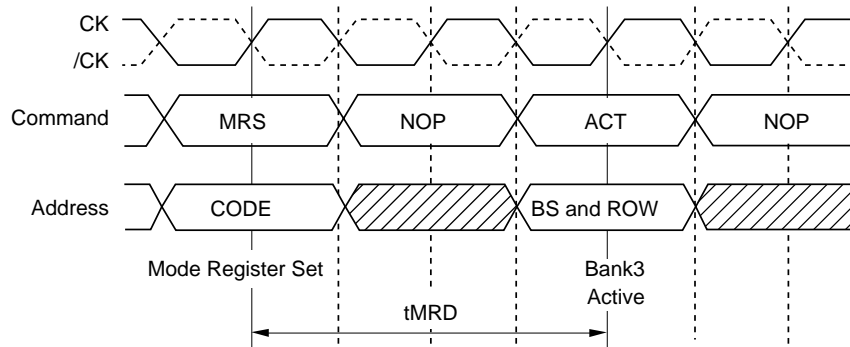 CK
/CK
Command MRS NOP ACT NOP
Address CODE BS and ROW
Mode Register Set Bank3
Active
tMRD